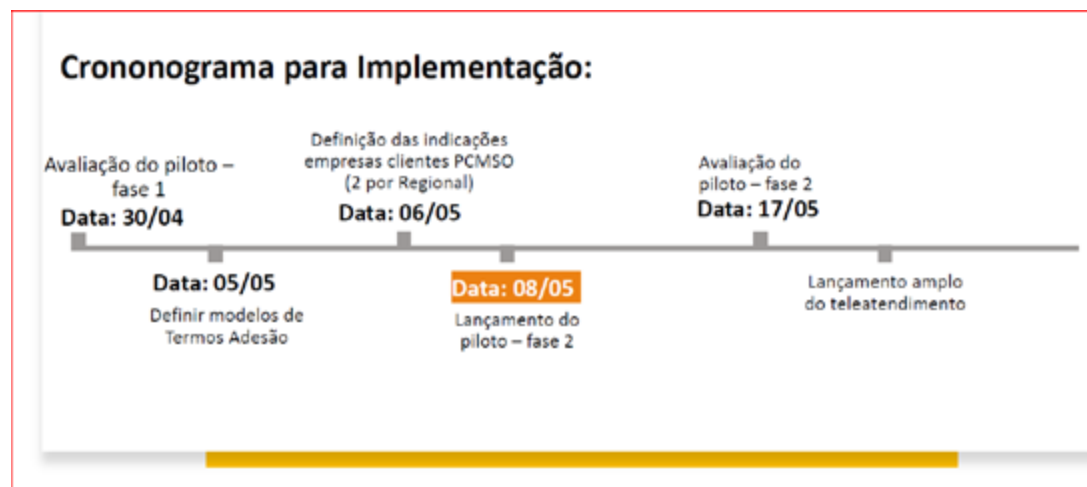 Crononograma para Implementação:
Avaliação do piloto –
fase 1
Data: 30/04
Data: 05/05
Definir modelos de
Termos Adesão
Definição das indicações
empresas clientes PCMSO
(2 por Regional)
Data: 06/05
Data: 08/05
Lançamento do
piloto – fase 2
Avaliação do
piloto – fase 2
Data: 17/05
Lançamento amplo
do teleatendimento